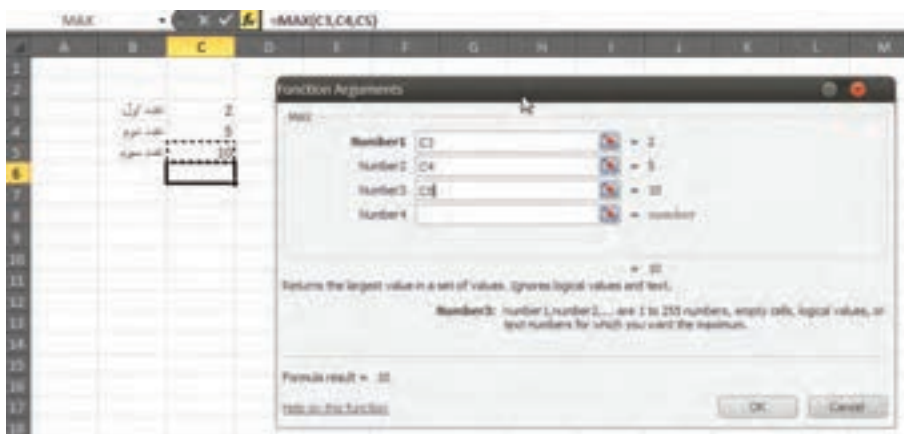 MAX =MAX(C3,C4,C5)
A B C D E F G H I J K L M
1
2
3 عدد اول 2
4 عدد دوم 5
5 عدد سوم 10
6
7
8
9
10
11
12
13
14
15
16
17
18
Function Arguments
MAX
Number1 C3 = 2
Number2 C4 = 5
Number3 C5 = 10
Number4 = number
= 10
Returns the largest value in a set of values. Ignores logical values and text.
Number3: number1,number2,... are 1 to 255 numbers, empty cells, logical values, or
text numbers for which you want the maximum.
Formula result = 10
Help on this function
OK Cancel